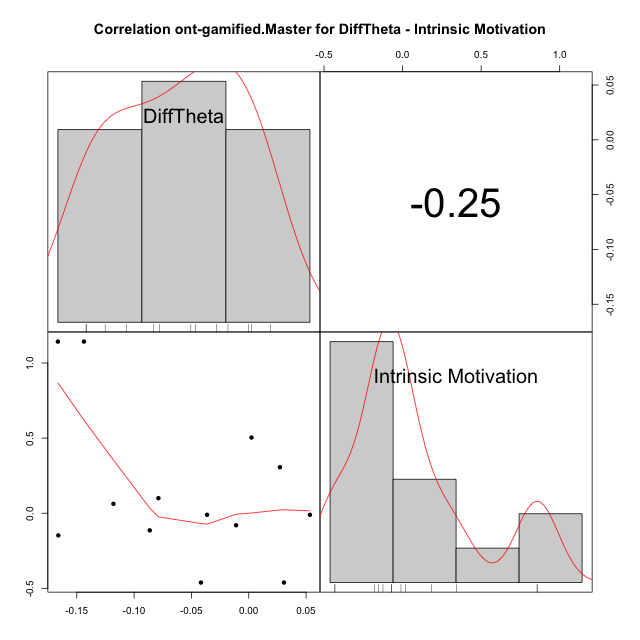 Correlation ont-gamified.Master for DiffTheta - Intrinsic Motivation
-0.5 0.0 0.5 1.0
DiffTheta
-0.25
0.05
0.00
-0.05
-0.10
-0.15
1.0
0.5
0.0
-0.5
Intrinsic Motivation
-0.15 -0.10 -0.05 0.00 0.05